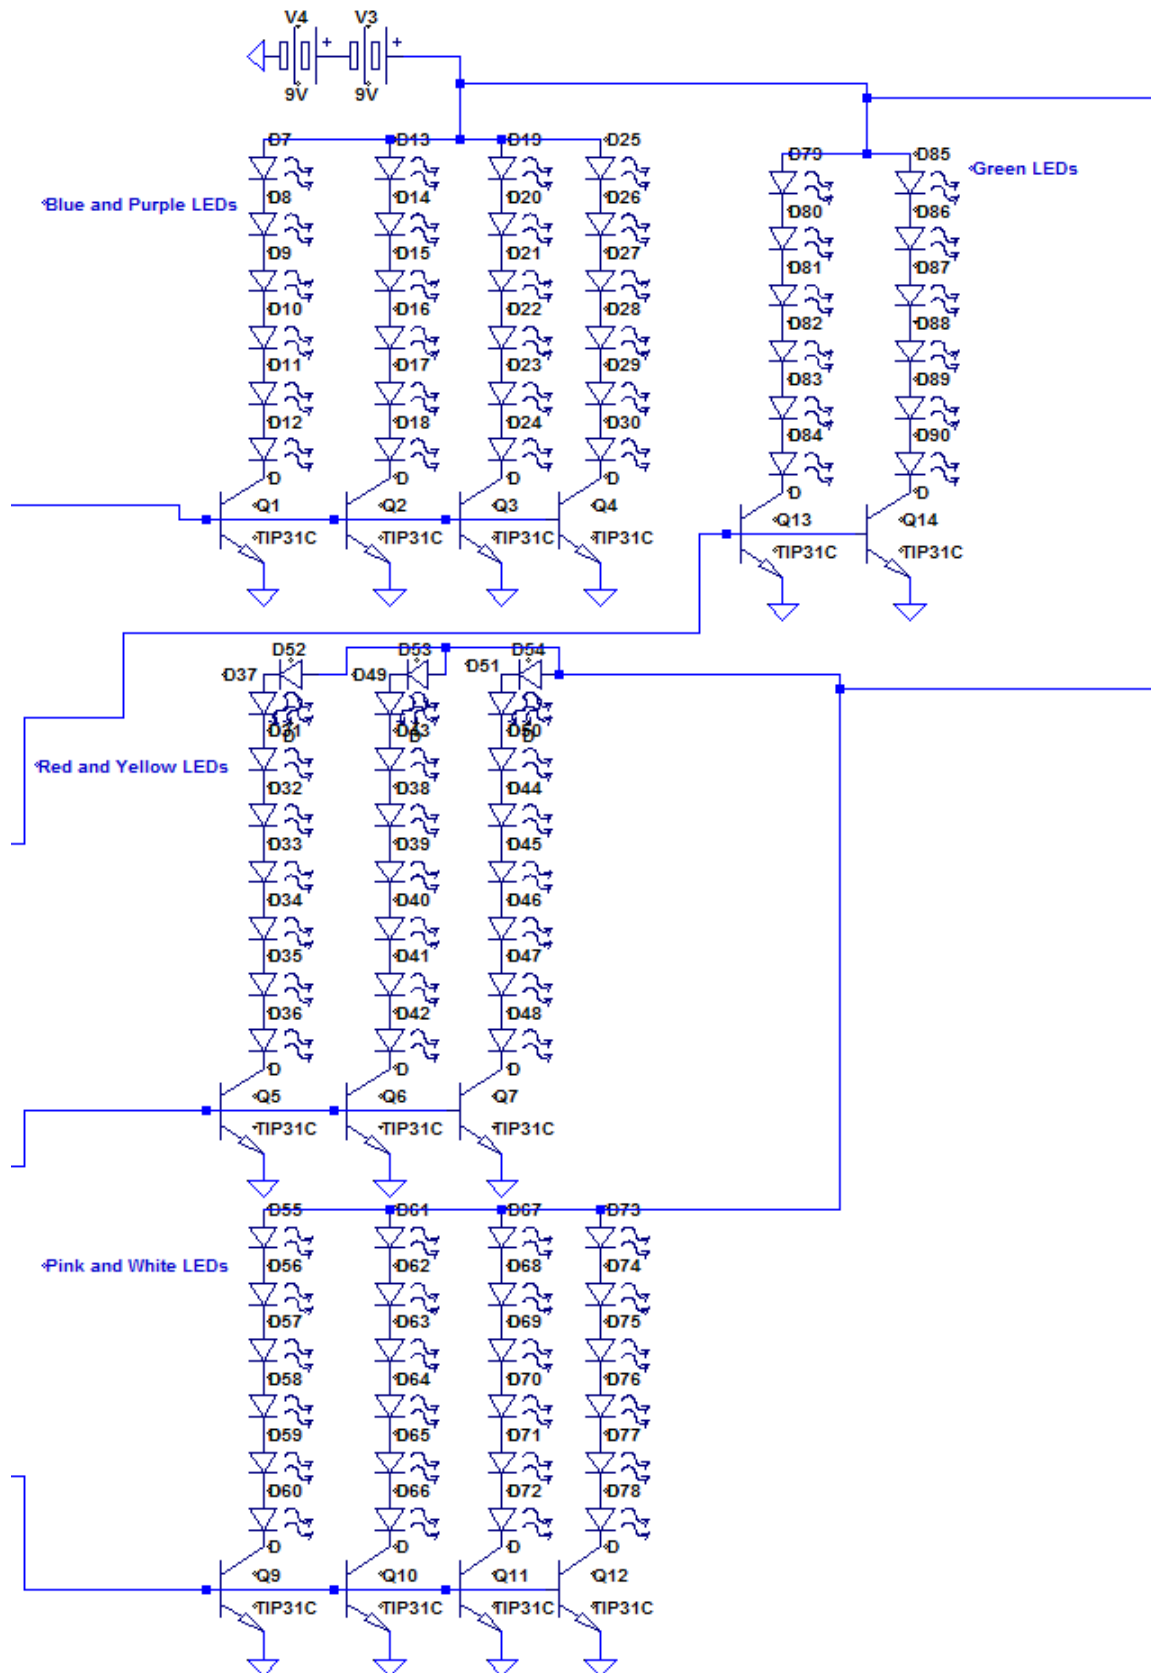 V4 V3
9V 9V
D7 D13 D19 D25 D79 D85
Green LEDs
Blue and Purple LEDs
D8 D14 D20 D26 D80 D86
D9 D15 D21 D27 D81 D87
D10 D16 D22 D28 D82 D88
D11 D17 D23 D29 D83 D89
D12 D18 D24 D30 D84 D90
D D D D D D
Q1 Q2 Q3 Q4 Q13 Q14
TIP31C TIP31C TIP31C TIP31C TIP31C TIP31C
D52 D53 D54
D37 D49 D51
D31 D43 D50
D D D
Red and Yellow LEDs
D32 D38 D44
D33 D39 D45
D34 D40 D46
D35 D41 D47
D36 D42 D48
D D D
Q5 Q6 Q7
TIP31C TIP31C TIP31C
D55 D61 D67 D73
Pink and White LEDs
D56 D62 D68 D74
D57 D63 D69 D75
D58 D64 D70 D76
D59 D65 D71 D77
D60 D66 D72 D78
D D D D
Q9 Q10 Q11 Q12
TIP31C TIP31C TIP31C TIP31C